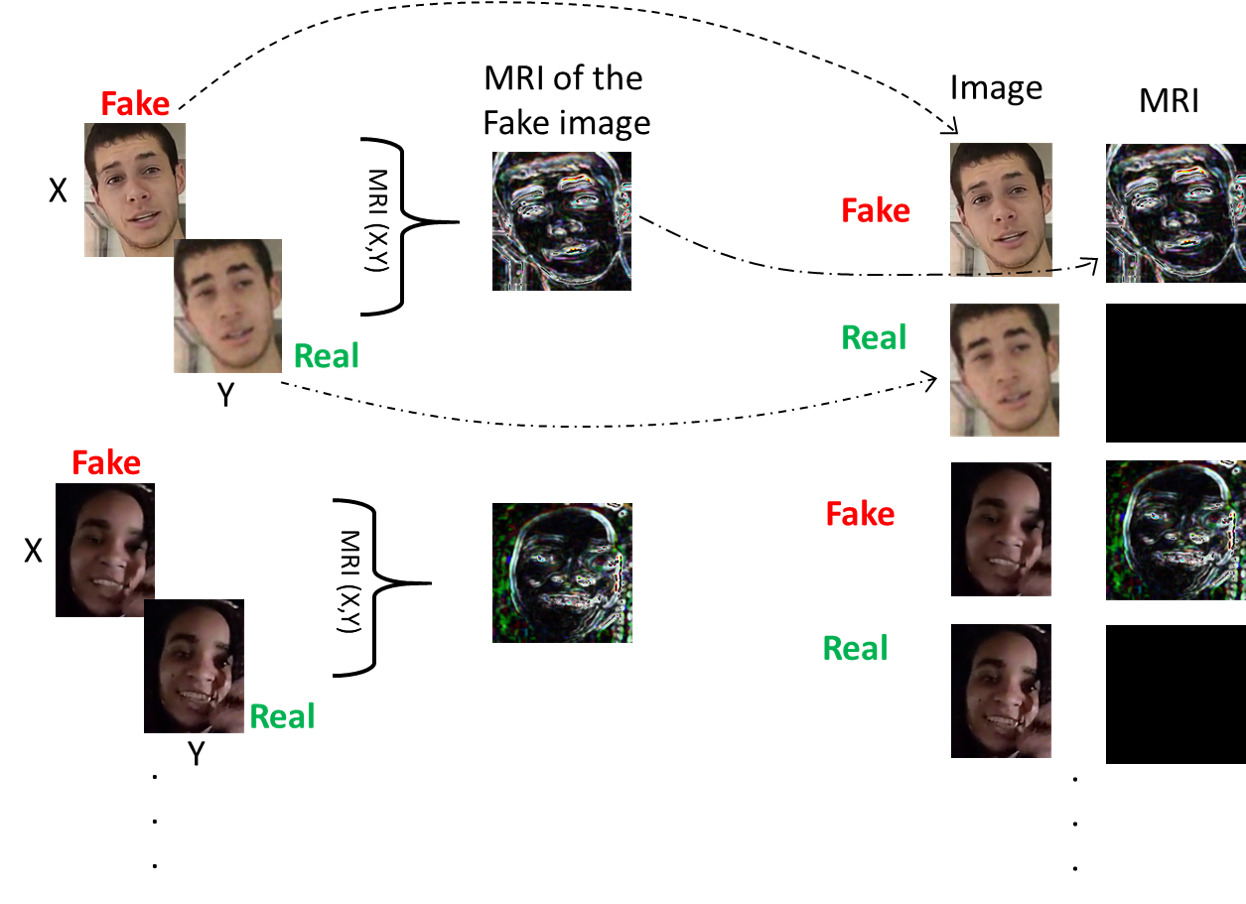 Fake
X
MRI (X,Y)
Real
Y
MRI of the
Fake image
Image
MRI
Fake
Real
Fake
X
MRI (X,Y)
Real
Y
Fake
Real